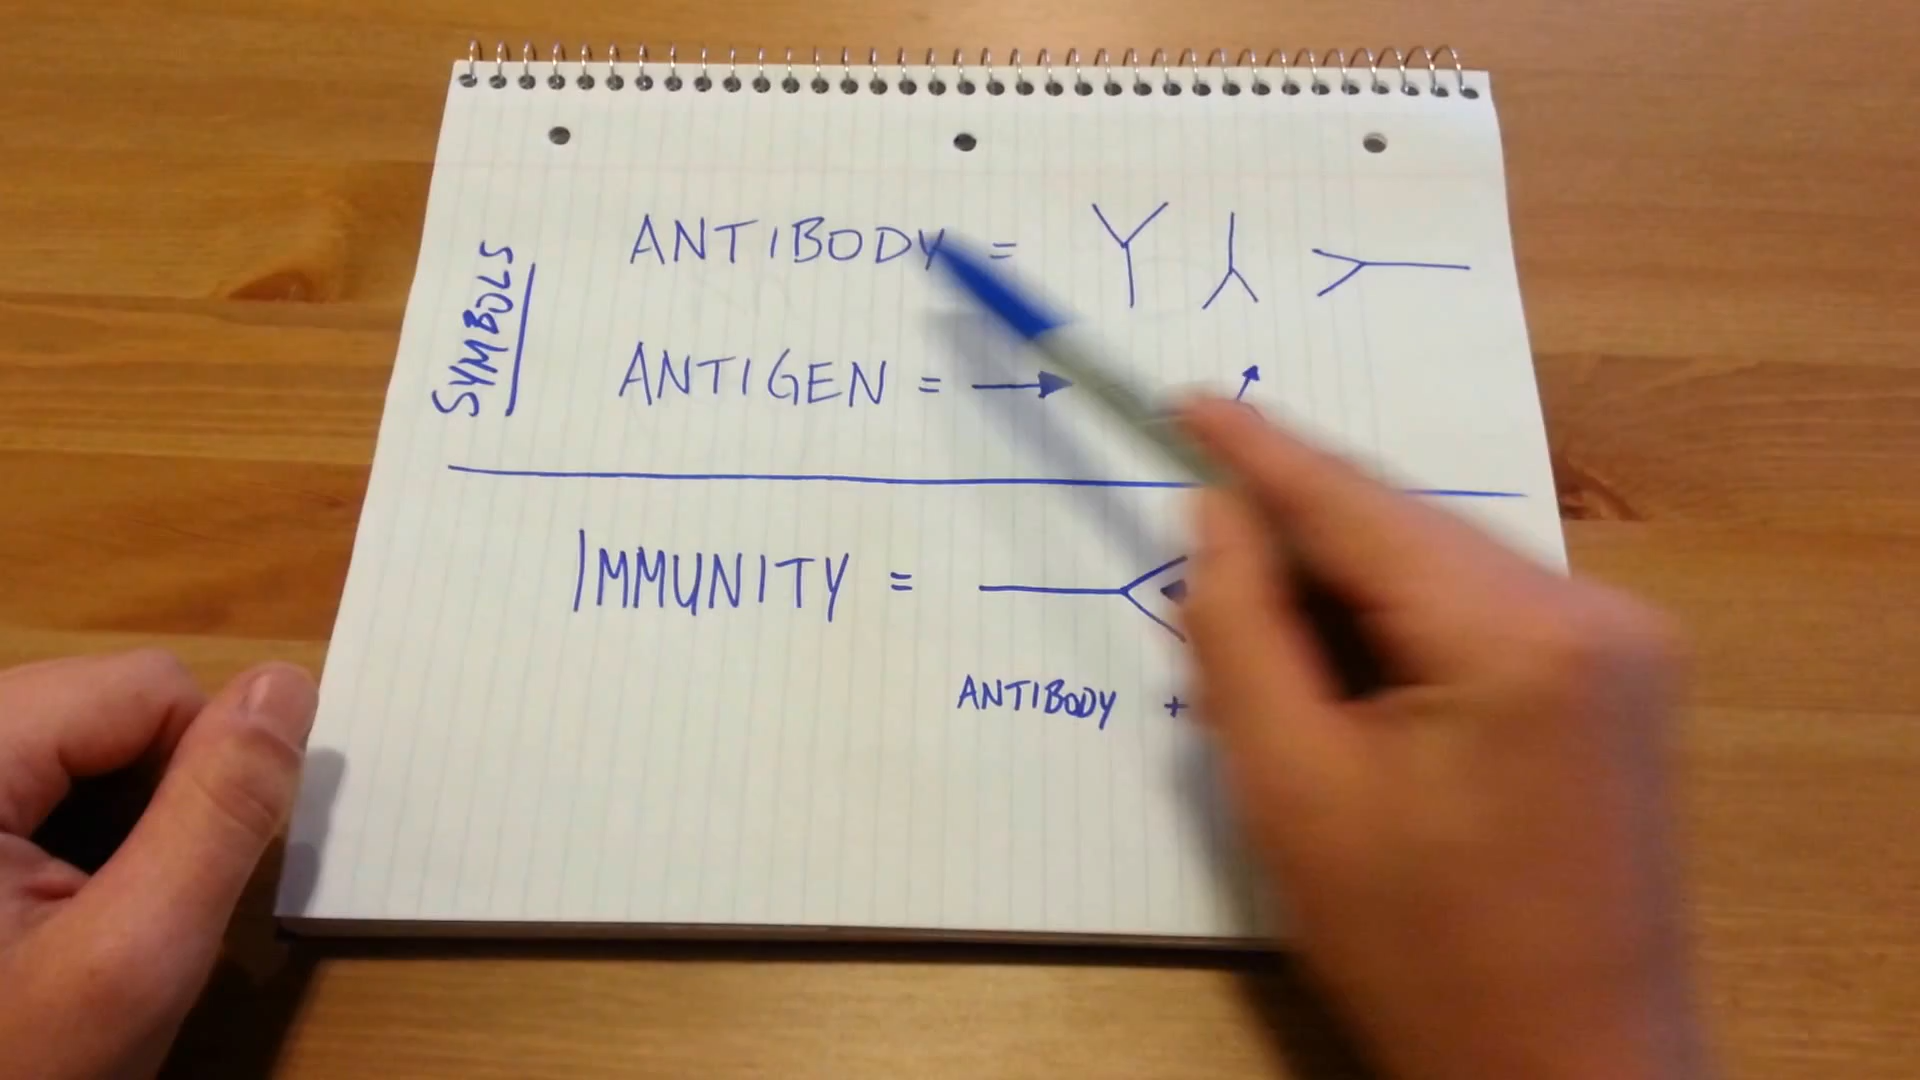 SYMBOLS
ANTIBODY =
ANTIGEN =
IMMUNITY =
ANTIBODY +